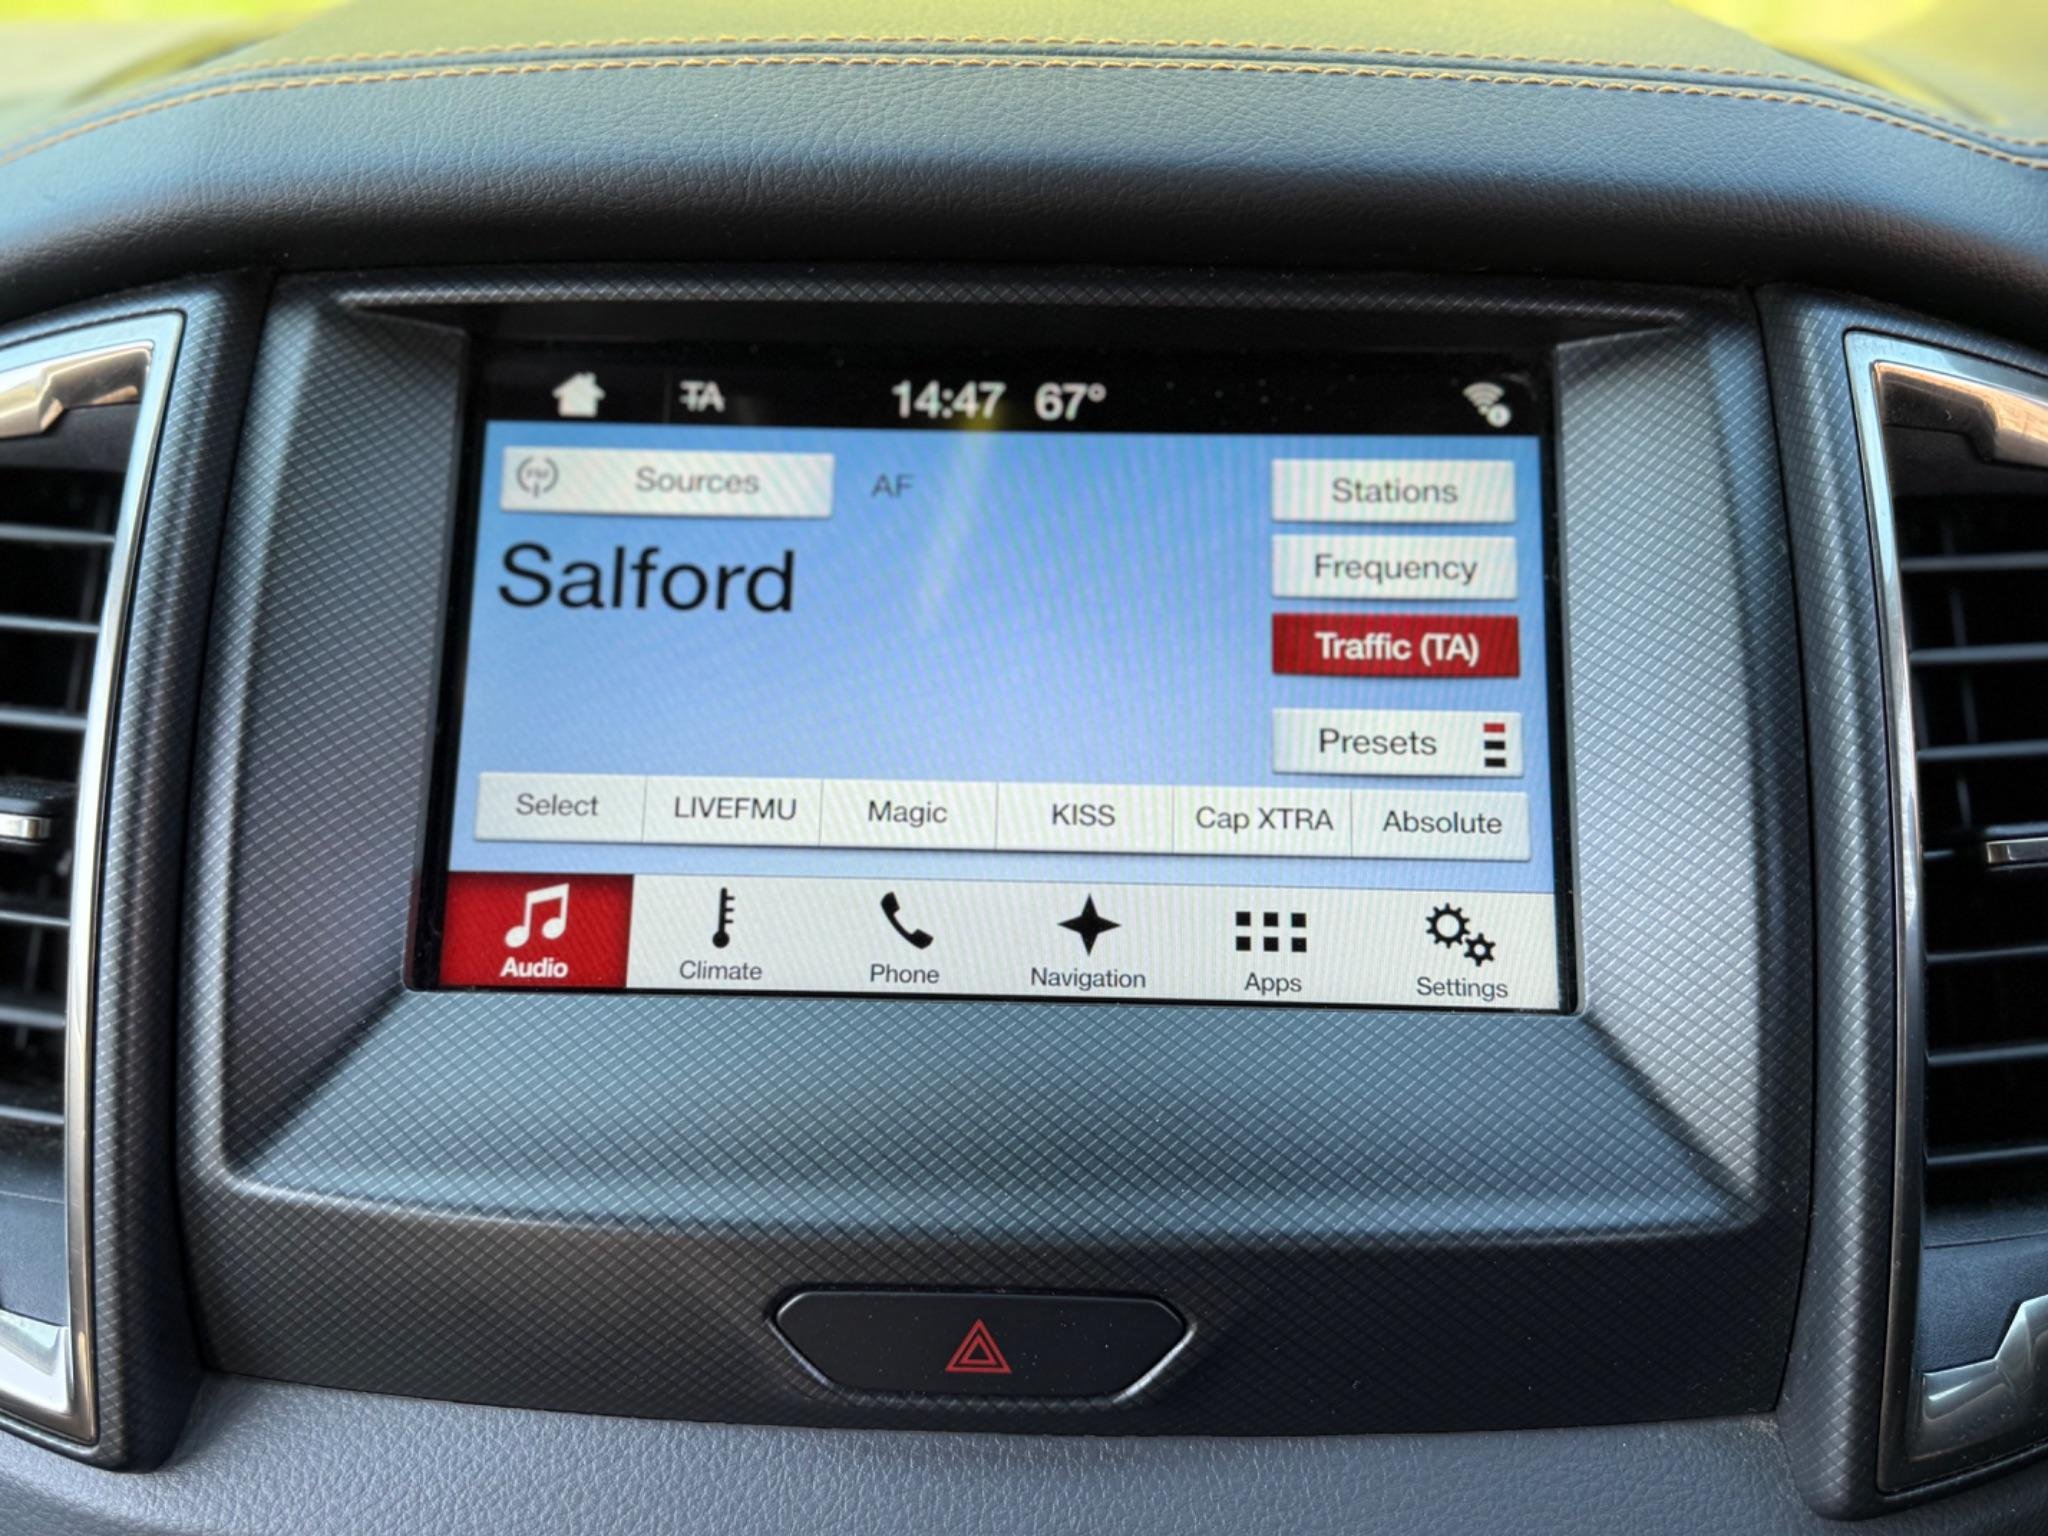 TA 14:47 67°
FM Sources AF Stations
Salford
Frequency
Traffic (TA)
Presets
Select LIVEFMU Magic KISS Cap XTRA Absolute
Audio Climate Phone Navigation Apps Settings